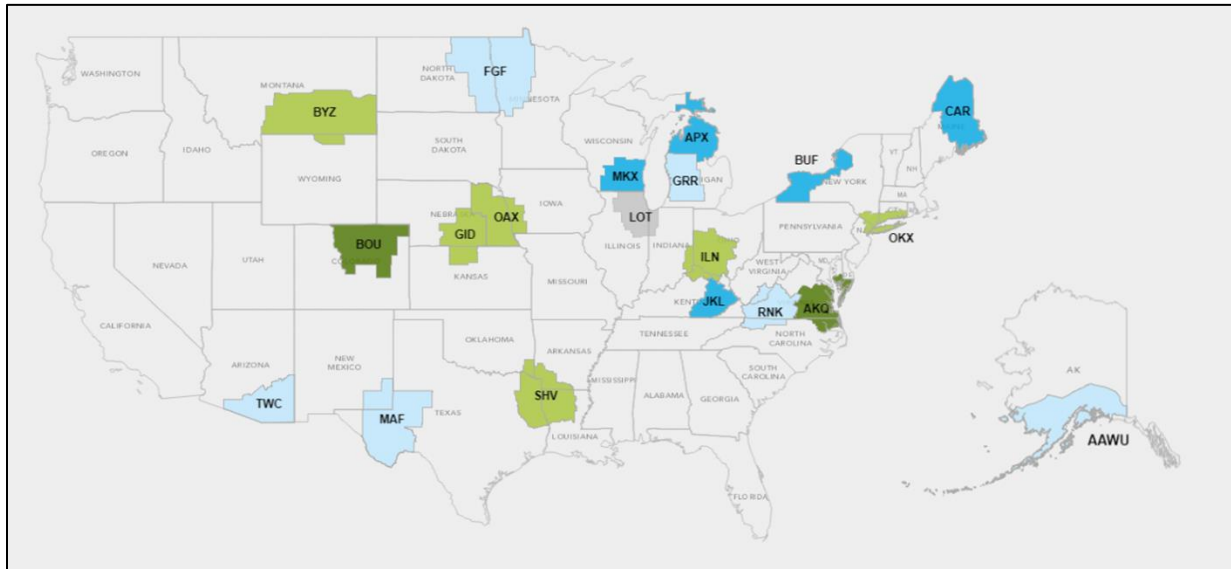 WASHINGTON
MONTANA
NORTH
DAKOTA
FGF
MINNESOTA
BYZ
OREGON
IDAHO
SOUTH
DAKOTA
WISCONSIN
APX
CAR
WYOMING
MKX
GRR
BUF
NEW YORK
VT
NH
MA
NEBRASKA
OAX
IOWA
LOT
PENNSYLVANIA
OKX
GID
BOU
NEVADA
UTAH
ILLINOIS
INDIANA
ILN
WEST
VIRGINIA
MD
KANSAS
MISSOURI
JKL
RNK
AKQ
CALIFORNIA
OKLAHOMA
TENNESSEE
NORTH
CAROLINA
ARIZONA
NEW
MEXICO
ARKANSAS
SOUTH
CAROLINA
AK
TWC
MAF
TEXAS
SHV
MISSISSIPPI
ALABAMA
GEORGIA
LOUISIANA
AAWU
FLORIDA